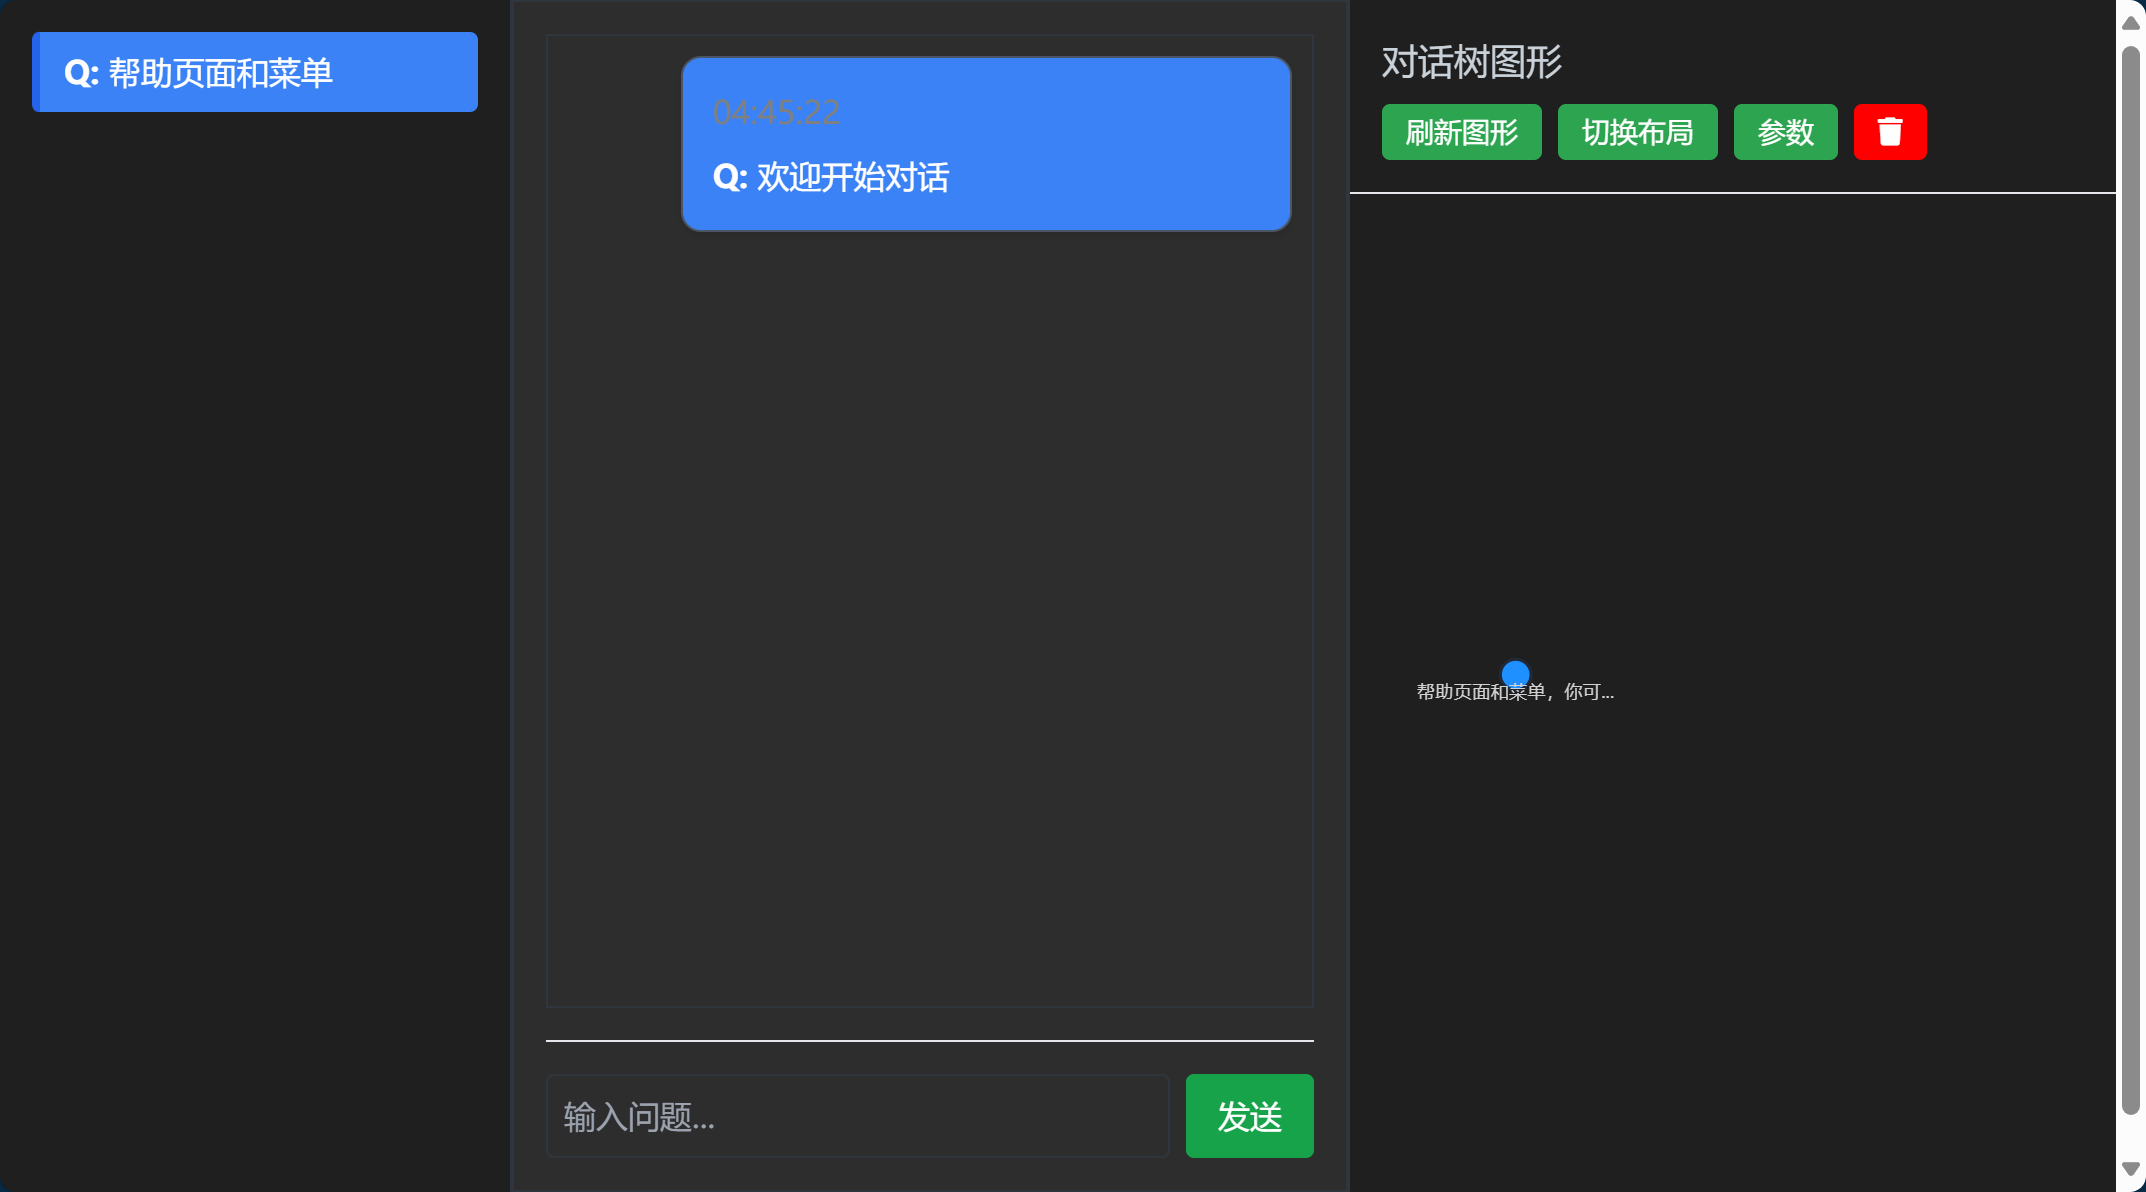 Q: 帮助页面和菜单
04:45:22
Q: 欢迎开始对话
输入问题...
发送
对话树图形
刷新图形
切换布局
参数
帮助页面和菜单，你可...